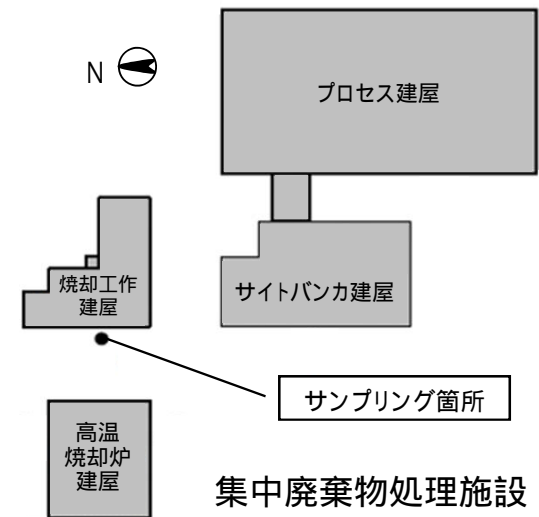 N
プロセス建屋
焼却工作
建屋
サイトバンカ建屋
サンプリング箇所
高温
焼却炉
建屋
集中廃棄物処理施設